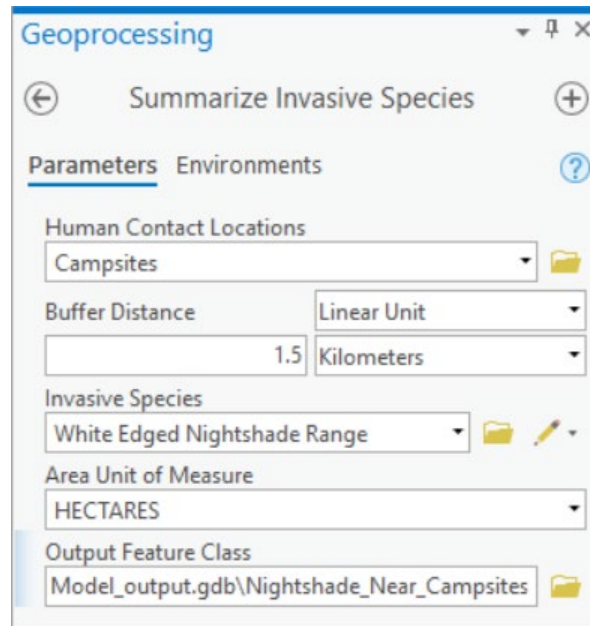 Geoprocessing
Summarize Invasive Species
Parameters Environments
Human Contact Locations
Campsites
Buffer Distance Linear Unit
1.5 Kilometers
Invasive Species
White Edged Nightshade Range
Area Unit of Measure
HECTARES
Output Feature Class
Model_output.gdb\Nightshade_Near_Campsites